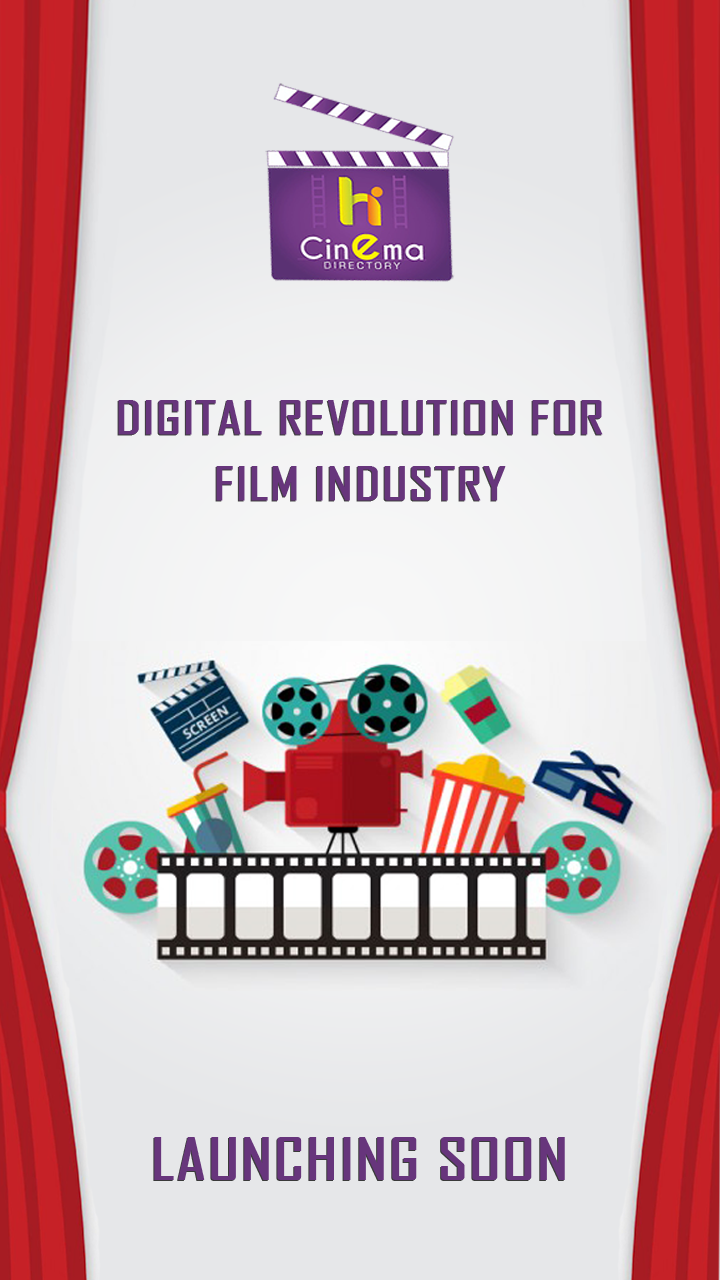 hi
Cinema
DIRECTORY
DIGITAL REVOLUTION FOR
FILM INDUSTRY
SCREEN
LAUNCHING SOON